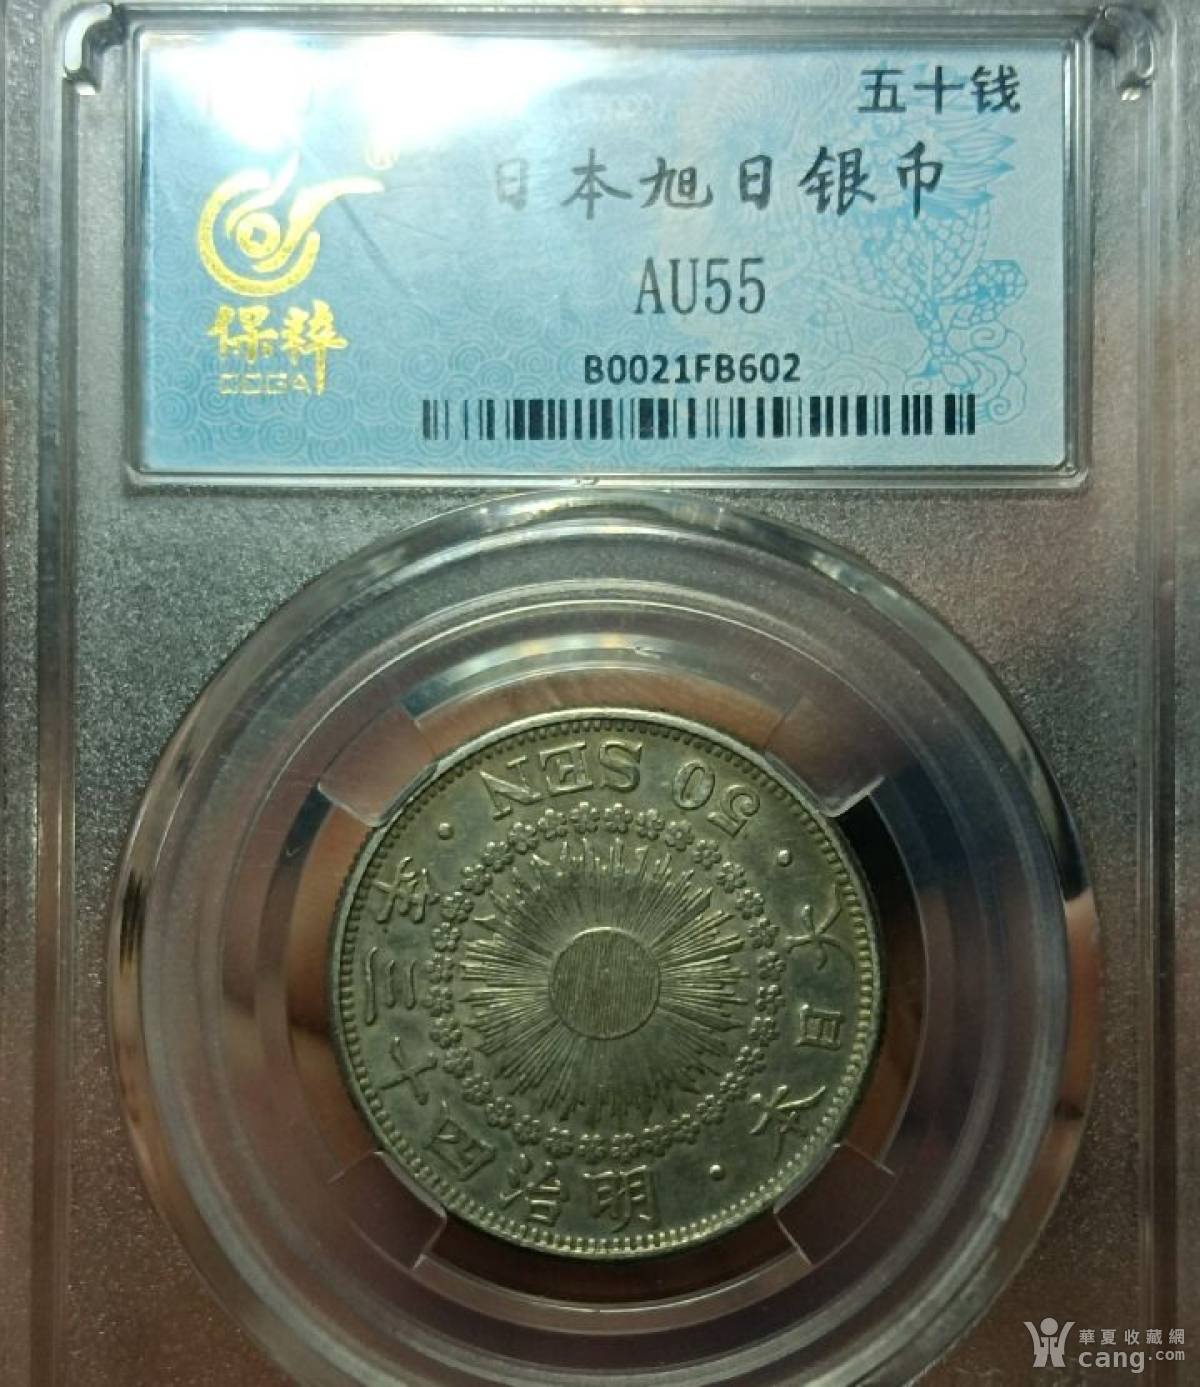 五十钱
日本旭日银币
AU55
保粹
B0021FB602
大日本
明治四十三年
50 SEN
華夏收藏網
cang.com